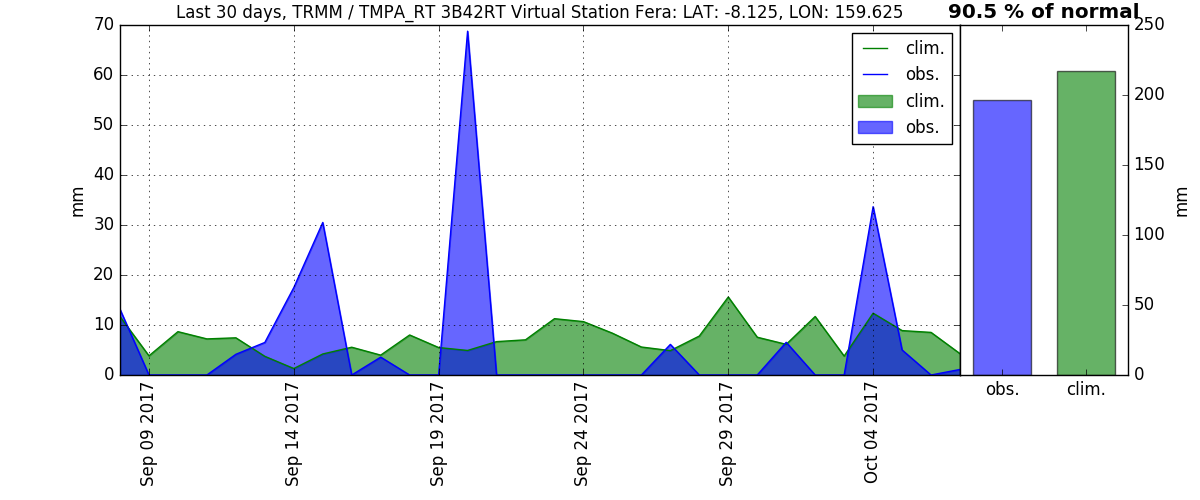 Last 30 days, TRMM / TMPA_RT 3B42RT Virtual Station Fera: LAT: -8.125, LON: 159.625
90.5 % of normal
70
60
50
40
30
20
10
0
mm
clim.
obs.
clim.
obs.
250
200
150
100
50
0
mm
obs.
clim.
Sep 09 2017
Sep 14 2017
Sep 19 2017
Sep 24 2017
Sep 29 2017
Oct 04 2017